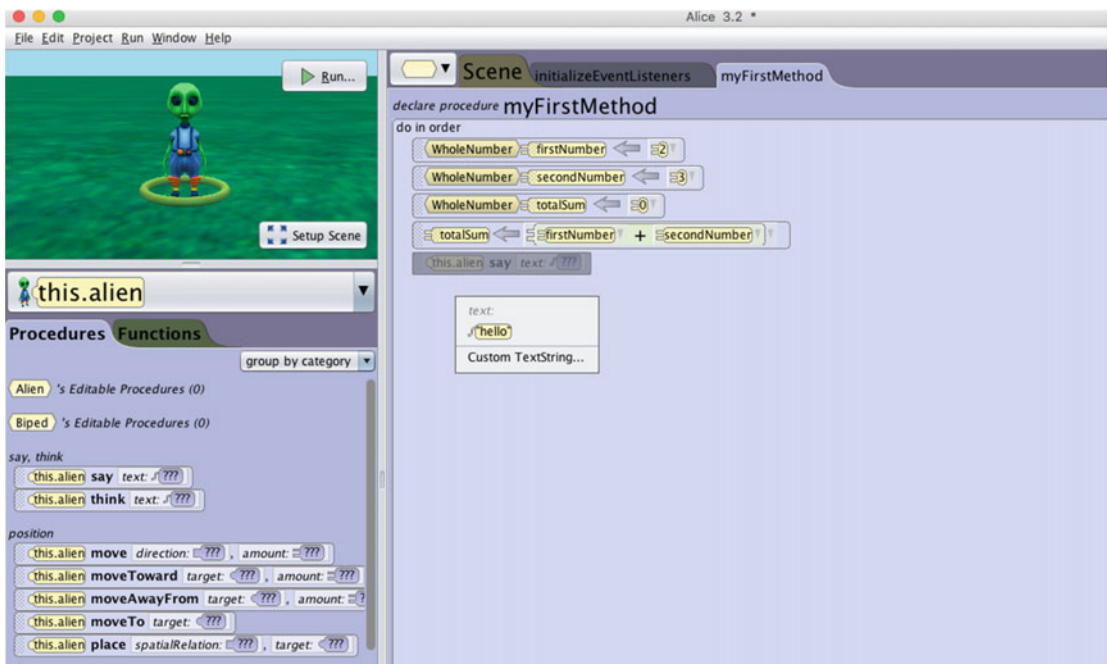 Alice 3.2 *
File Edit Project Run Window Help
Run...
Setup Scene
this.alien
Procedures Functions
group by category
Alien 's Editable Procedures (0)
Biped 's Editable Procedures (0)
say, think
this.alien say text: ???
this.alien think text: ???
position
this.alien move direction: ??? , amount: ???
this.alien moveToward target: ??? , amount: ???
this.alien moveAwayFrom target: ??? , amount: ?
this.alien moveTo target: ???
this.alien place spatialRelation: ??? , target: ???
Scene initializeEventListeners myFirstMethod
declare procedure myFirstMethod
do in order
WholeNumber firstNumber 2
WholeNumber secondNumber 3
WholeNumber totalSum 0
totalSum firstNumber + secondNumber
this.alien say text: ???
text:
"hello"
Custom TextString...